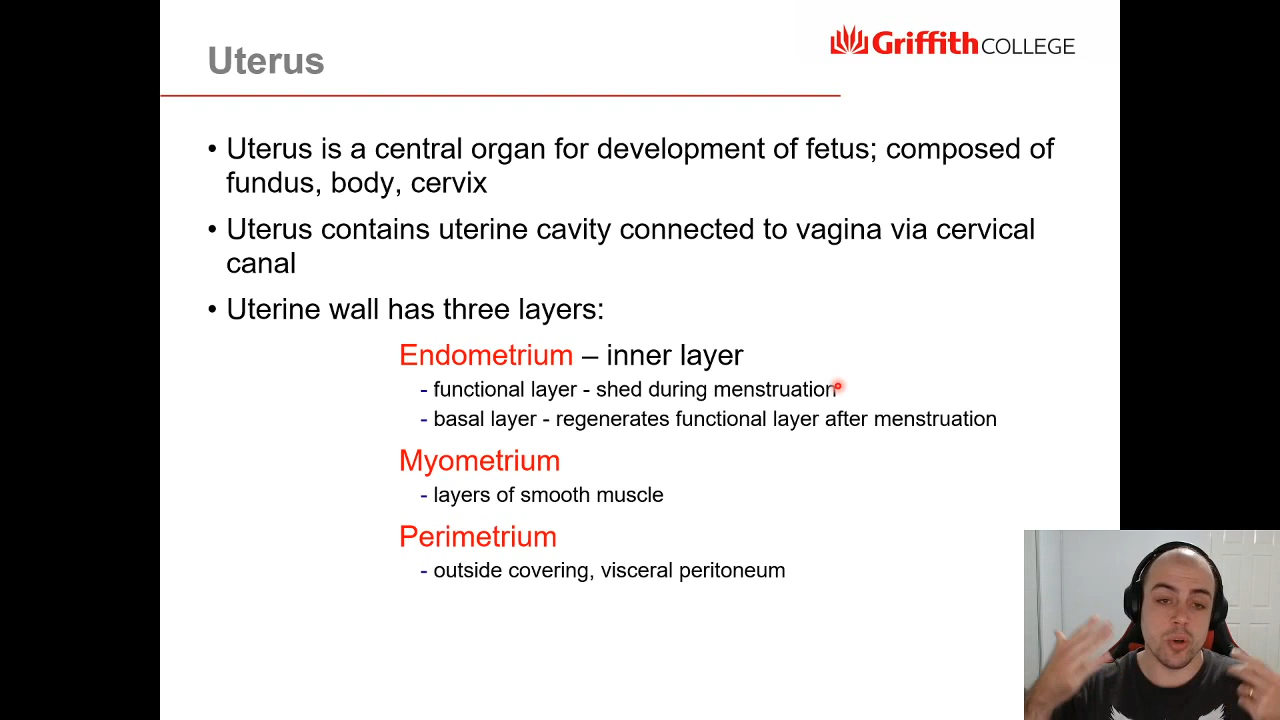 Uterus
Griffith COLLEGE
• Uterus is a central organ for development of fetus; composed of
fundus, body, cervix
• Uterus contains uterine cavity connected to vagina via cervical
canal
• Uterine wall has three layers:
Endometrium – inner layer
- functional layer - shed during menstruation
- basal layer - regenerates functional layer after menstruation
Myometrium
- layers of smooth muscle
Perimetrium
- outside covering, visceral peritoneum